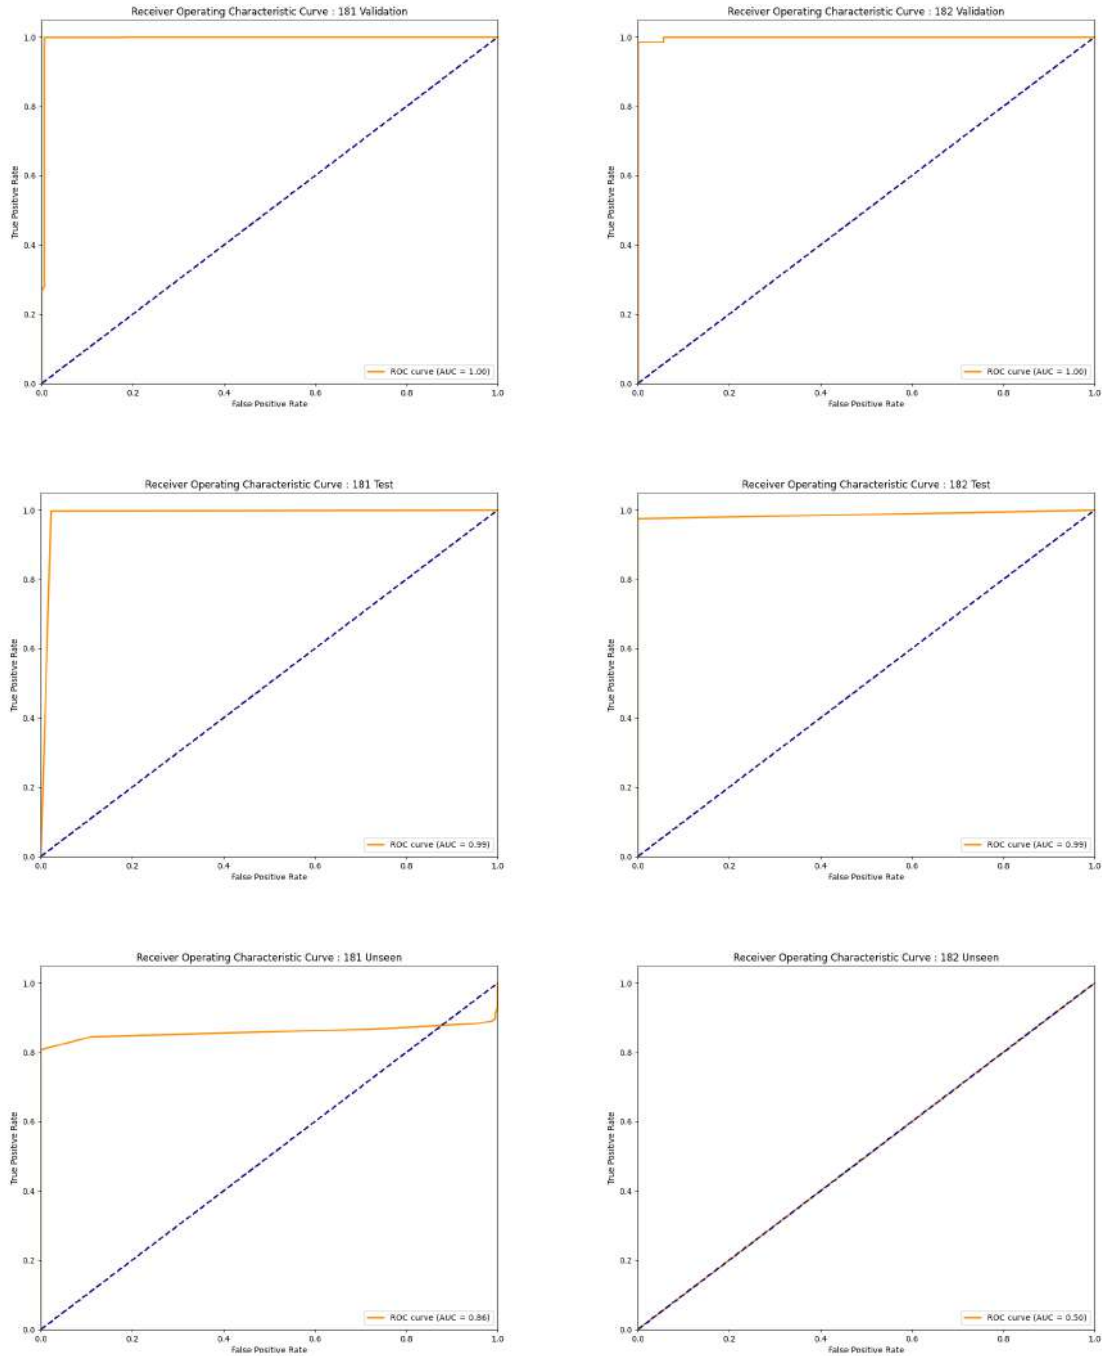 Receiver Operating Characteristic Curve : 181 Validation
1.0
0.8
0.6
0.4
0.2
0.0
True Positive Rate
ROC curve (AUC = 1.00)
0.0 0.2 0.4 0.6 0.8 1.0
False Positive Rate
Receiver Operating Characteristic Curve : 182 Validation
1.0
0.8
0.6
0.4
0.2
0.0
True Positive Rate
ROC curve (AUC = 1.00)
0.0 0.2 0.4 0.6 0.8 1.0
False Positive Rate
Receiver Operating Characteristic Curve : 181 Test
1.0
0.8
0.6
0.4
0.2
0.0
True Positive Rate
ROC curve (AUC = 0.99)
0.0 0.2 0.4 0.6 0.8 1.0
False Positive Rate
Receiver Operating Characteristic Curve : 182 Test
1.0
0.8
0.6
0.4
0.2
0.0
True Positive Rate
ROC curve (AUC = 0.99)
0.0 0.2 0.4 0.6 0.8 1.0
False Positive Rate
Receiver Operating Characteristic Curve : 181 Unseen
1.0
0.8
0.6
0.4
0.2
0.0
True Positive Rate
ROC curve (AUC = 0.86)
0.0 0.2 0.4 0.6 0.8 1.0
False Positive Rate
Receiver Operating Characteristic Curve : 182 Unseen
1.0
0.8
0.6
0.4
0.2
0.0
True Positive Rate
ROC curve (AUC = 0.50)
0.0 0.2 0.4 0.6 0.8 1.0
False Positive Rate